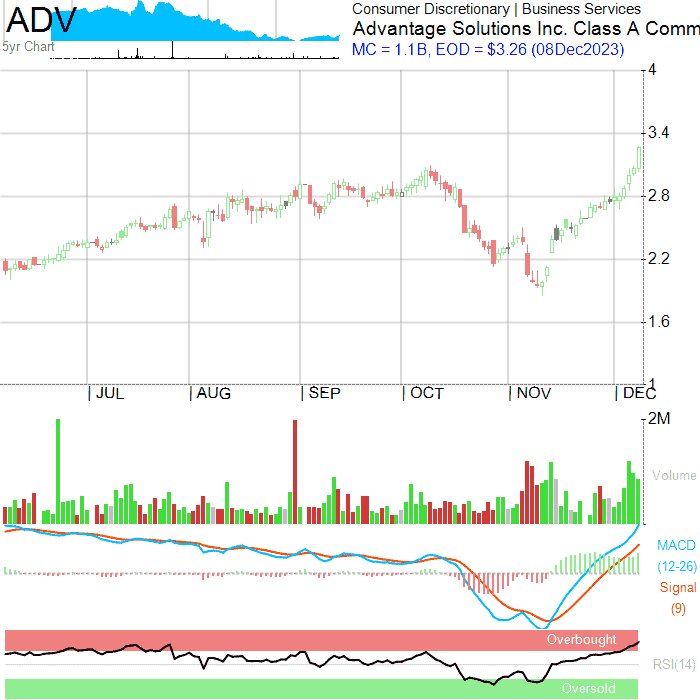 ADV
5yr Chart
Consumer Discretionary | Business Services
Advantage Solutions Inc. Class A Comm
MC = 1.1B, EOD = $3.26 (08Dec2023)
4
3.4
2.8
2.2
1.6
1
| JUL | AUG | SEP | OCT | NOV | DEC
2M
Volume
MACD
(12-26)
Signal
(9)
Overbought
RSI(14)
Oversold